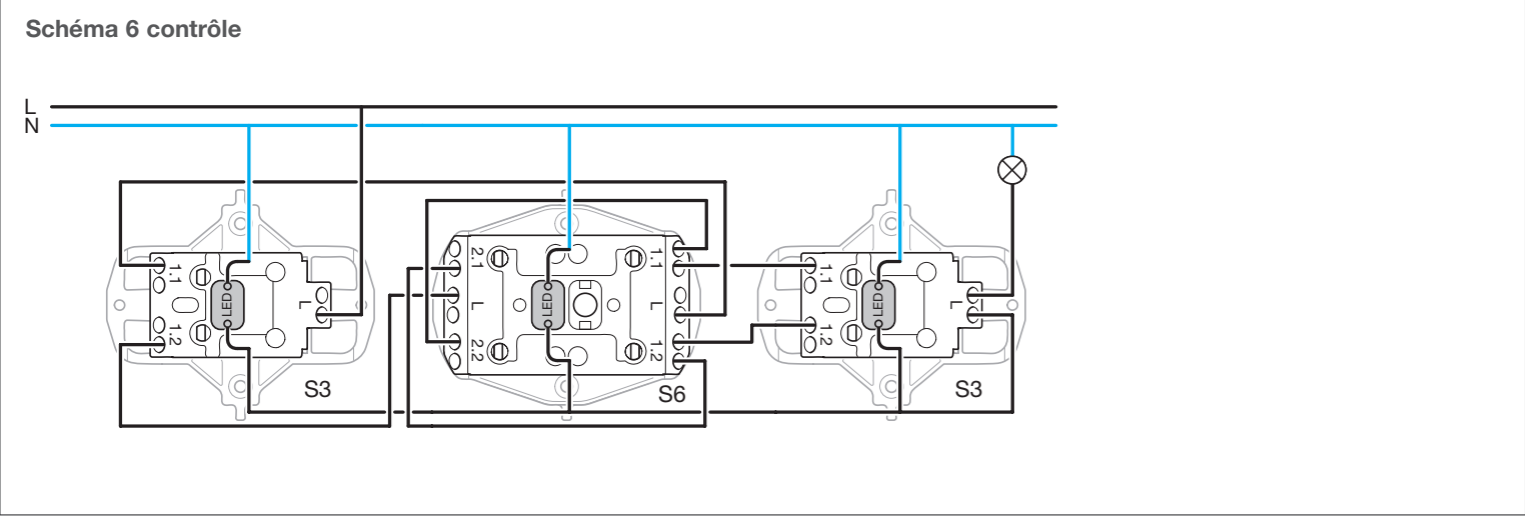 Schéma 6 contrôle
L
N
1.1
LED
L
1.2
S3
2.1
L
2.2
LED
1.1
L
1.2
S6
1.1
LED
L
1.2
S3